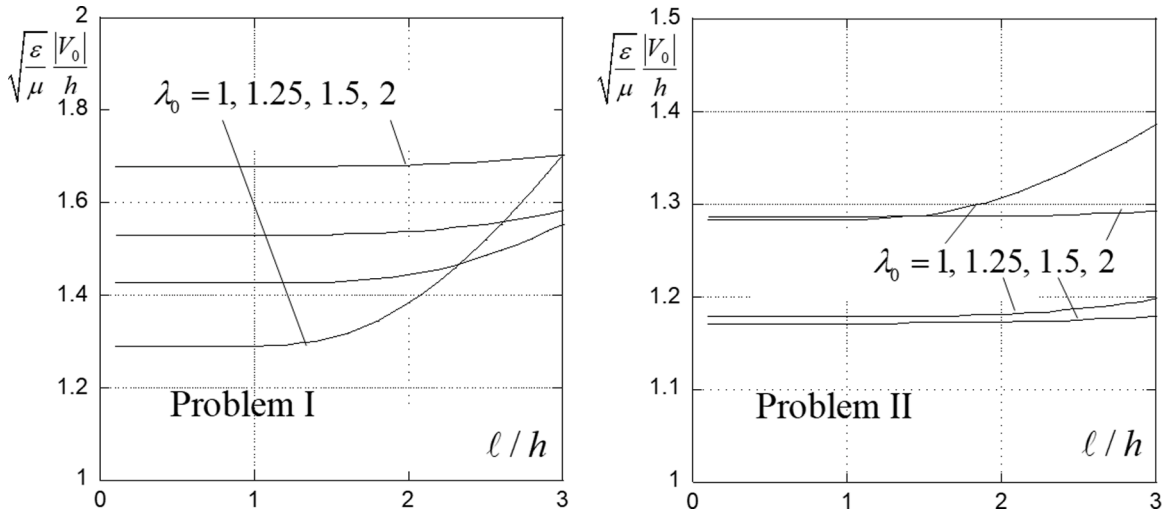 2
√(ε/μ) |V₀|/h
1.8
λ₀ = 1, 1.25, 1.5, 2
1.6
1.4
1.2
Problem I
ℓ / h
1
0 1 2 3
1.5
√(ε/μ) |V₀|/h
1.4
1.3
λ₀ = 1, 1.25, 1.5, 2
1.2
1.1
Problem II
ℓ / h
1
0 1 2 3